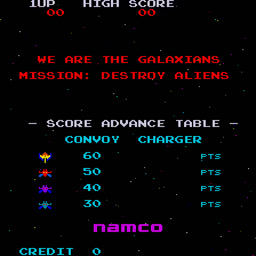 1UP HIGH SCORE
00 00
WE ARE THE GALAXIANS
MISSION: DESTROY ALIENS
- SCORE ADVANCE TABLE -
CONVOY CHARGER
60 PTS
50 PTS
40 PTS
30 PTS
namco
CREDIT 0